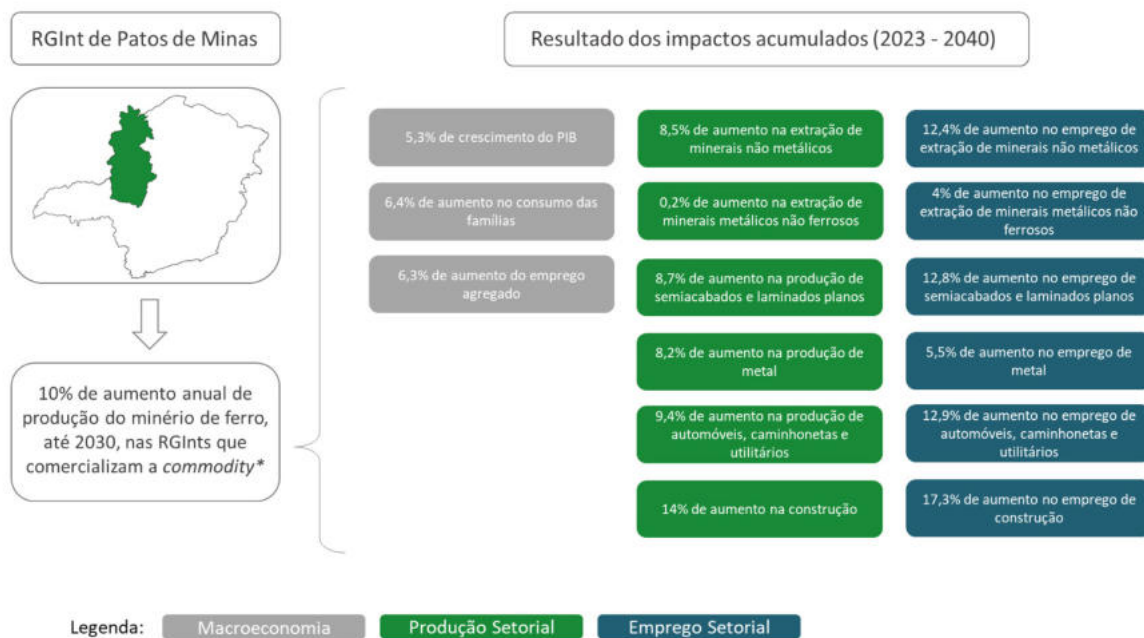 RGInt de Patos de Minas
Resultado dos impactos acumulados (2023 - 2040)
10% de aumento anual de
produção do minério de ferro,
até 2030, nas RGInts que
comercializam a commodity*
5,3% de crescimento do PIB
6,4% de aumento no consumo das
famílias
6,3% de aumento do emprego
agregado
8,5% de aumento na extração de
minerais não metálicos
0,2% de aumento na extração de
minerais metálicos não ferrosos
8,7% de aumento na produção de
semiacabados e laminados planos
8,2% de aumento na produção de
metal
9,4% de aumento na produção de
automóveis, caminhonetas e
utilitários
14% de aumento na construção
12,4% de aumento no emprego de
extração de minerais não metálicos
4% de aumento no emprego de
extração de minerais metálicos não
ferrosos
12,8% de aumento no emprego de
semiacabados e laminados planos
5,5% de aumento no emprego de
metal
12,9% de aumento no emprego de
automóveis, caminhonetas e
utilitários
17,3% de aumento no emprego de
construção
Legenda:
Macroeconomia
Produção Setorial
Emprego Setorial